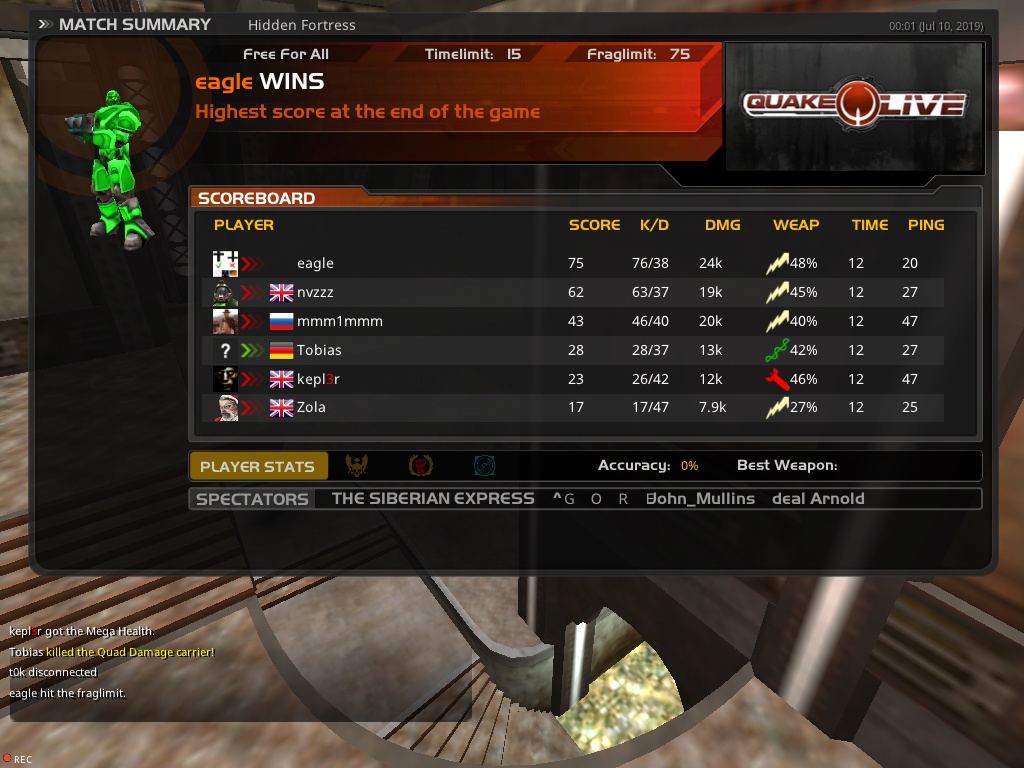 MATCH SUMMARY Hidden Fortress 00:01 (Jul 10, 2019)
Free For All Timelimit: 15 Fraglimit: 75
eagle WINS
Highest score at the end of the game
QUAKE LIVE
SCOREBOARD
PLAYER SCORE K/D DMG WEAP TIME PING
eagle 75 76/38 24k 48% 12 20
nvzzz 62 63/37 19k 45% 12 27
mmm1mmm 43 46/40 20k 40% 12 47
? Tobias 28 28/37 13k 42% 12 27
kepl3r 23 26/42 12k 46% 12 47
Zola 17 17/47 7.9k 27% 12 25
PLAYER STATS Accuracy: 0% Best Weapon:
SPECTATORS THE SIBERIAN EXPRESS ^G O R John_Mullins deal Arnold
kepl3r got the Mega Health.
Tobias killed the Quad Damage carrier!
t0k disconnected
eagle hit the fraglimit.
REC